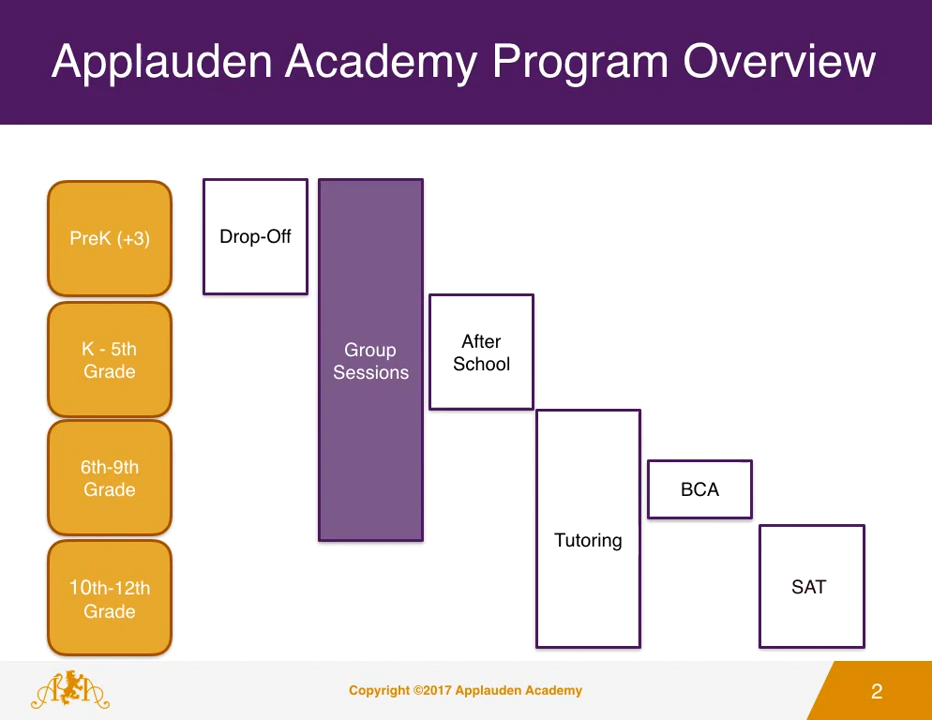 Applauden Academy Program Overview
PreK (+3)
Drop-Off
Group
Sessions
K - 5th
Grade
After
School
6th-9th
Grade
Tutoring
BCA
10th-12th
Grade
SAT
Copyright ©2017 Applauden Academy
2